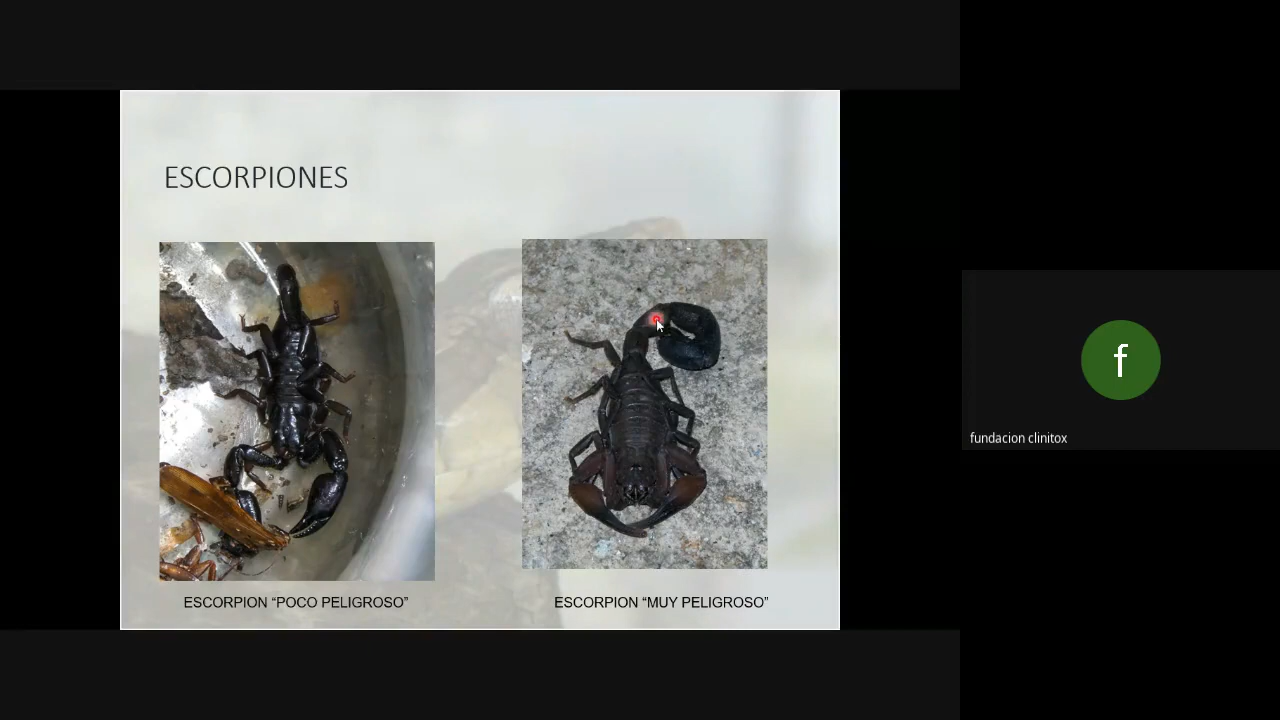 ESCORPIONES
ESCORPION “POCO PELIGROSO”
ESCORPION “MUY PELIGROSO”
f
fundacion clinitox